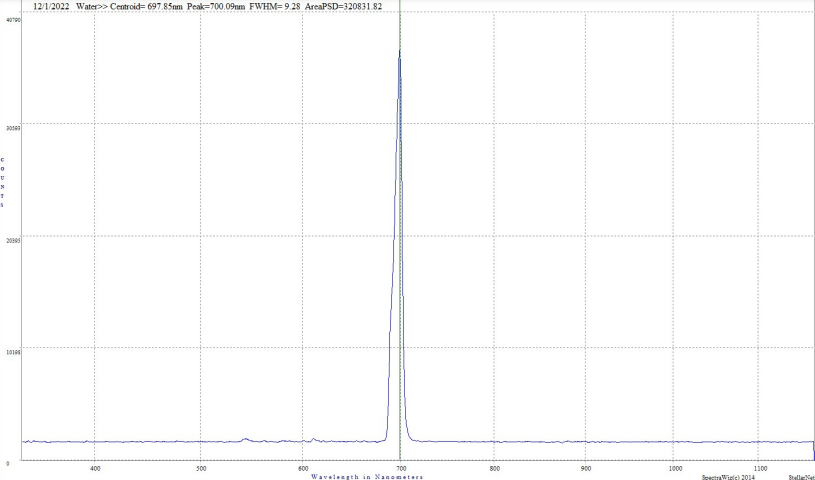 12/1/2022 Water>> Centroid= 697.85nm Peak=700.09nm FWHM= 9.28 AreaPSD=320831.82
40790
30593
20395
10198
0
COUNTS
400 500 600 700 800 900 1000 1100
Wavelength in Nanometers
SpectraWiz(c) 2014 StellarNet